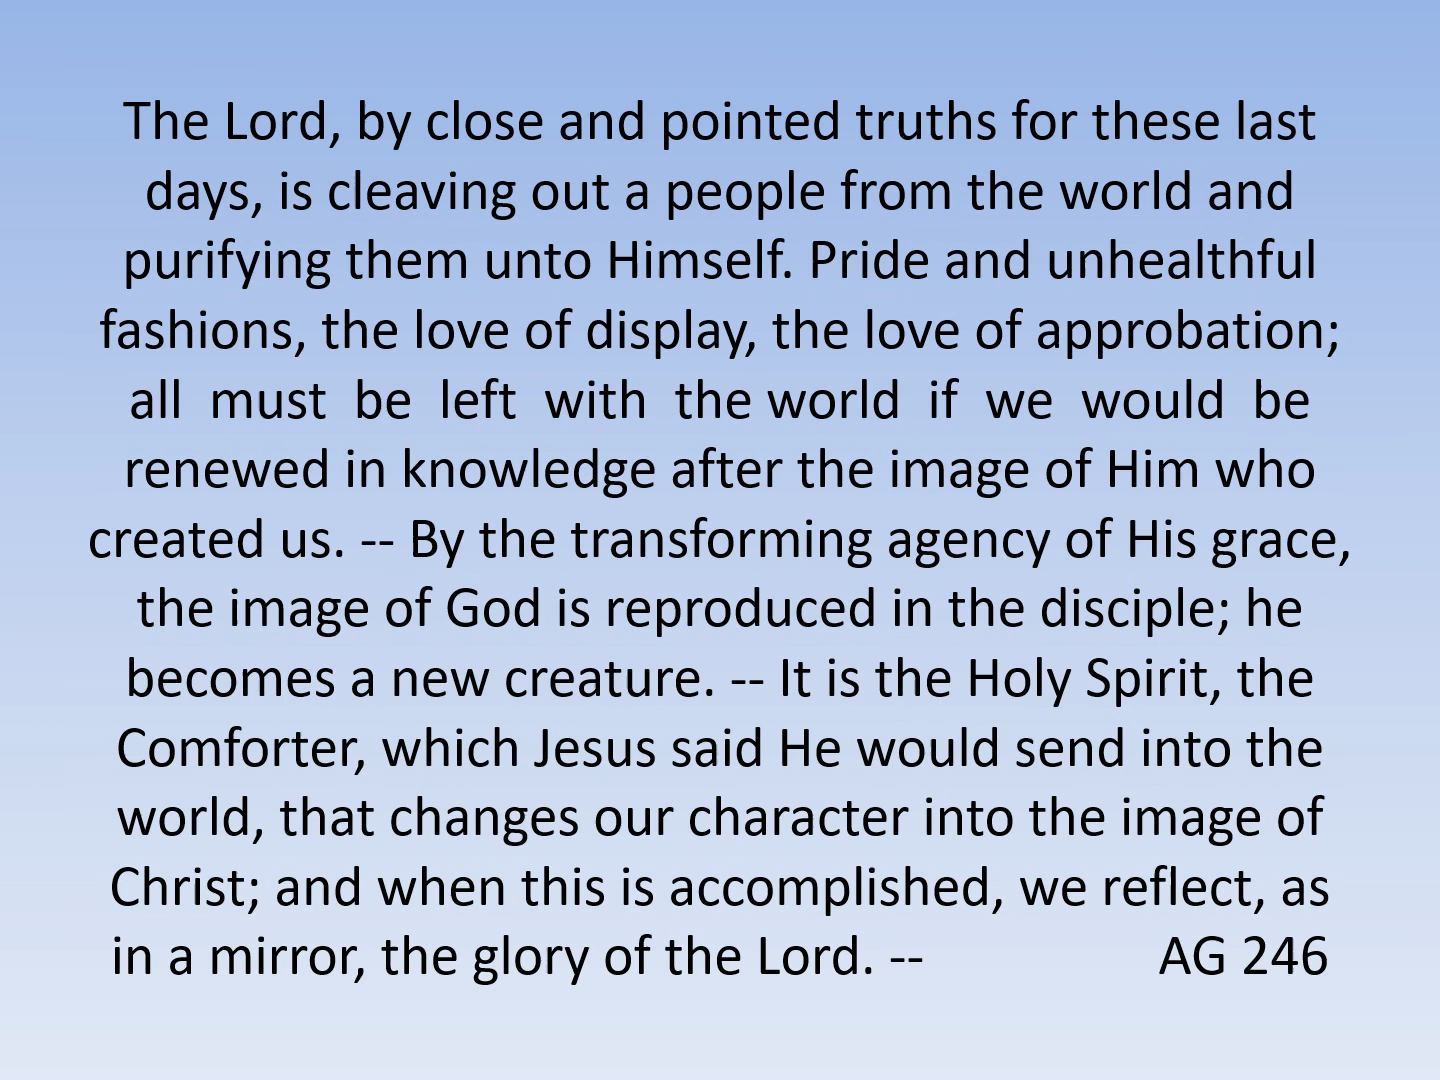 The Lord, by close and pointed truths for these last
days, is cleaving out a people from the world and
purifying them unto Himself. Pride and unhealthful
fashions, the love of display, the love of approbation;
all must be left with the world if we would be
renewed in knowledge after the image of Him who
created us. -- By the transforming agency of His grace,
the image of God is reproduced in the disciple; he
becomes a new creature. -- It is the Holy Spirit, the
Comforter, which Jesus said He would send into the
world, that changes our character into the image of
Christ; and when this is accomplished, we reflect, as
in a mirror, the glory of the Lord. -- AG 246